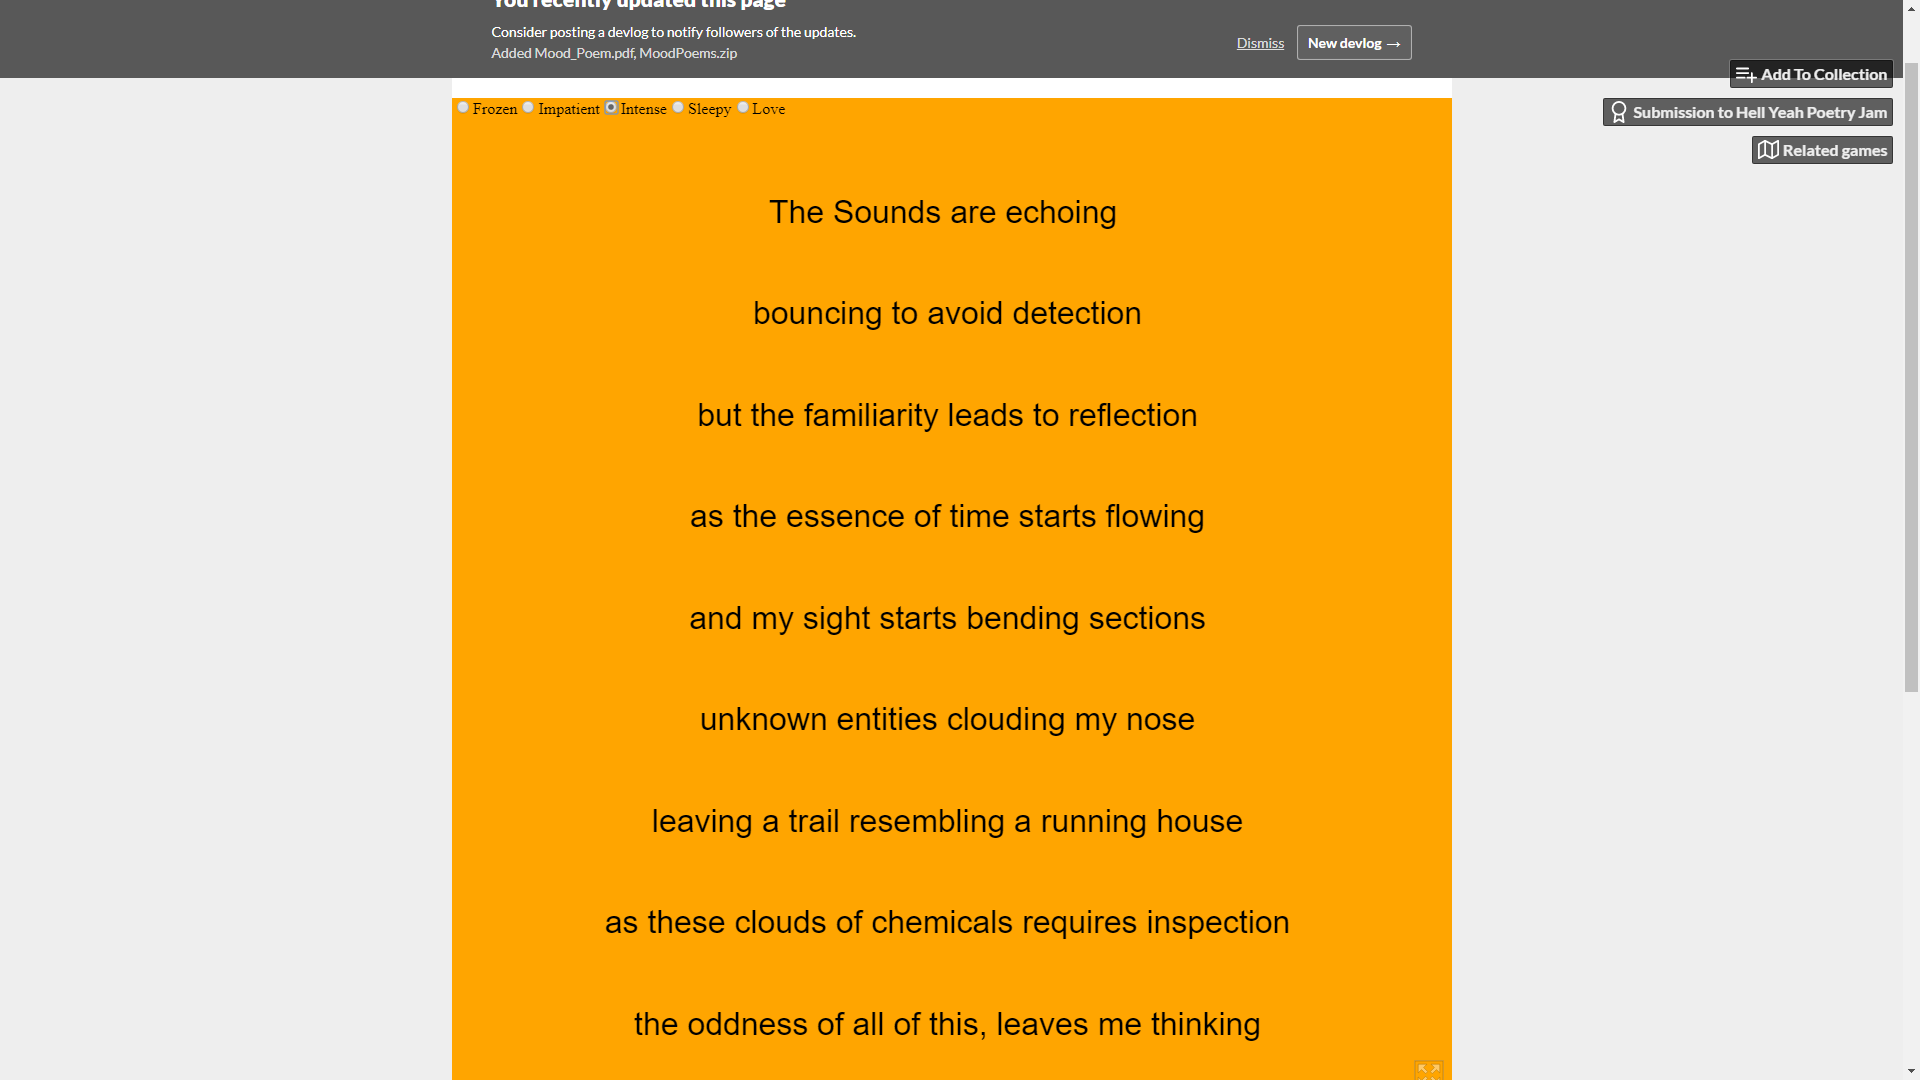 You recently updated this page
Consider posting a devlog to notify followers of the updates.
Added Mood_Poem.pdf, MoodPoems.zip
Dismiss
New devlog →
Add To Collection
Submission to Hell Yeah Poetry Jam
Related games
Frozen Impatient Intense Sleepy Love
The Sounds are echoing
bouncing to avoid detection
but the familiarity leads to reflection
as the essence of time starts flowing
and my sight starts bending sections
unknown entities clouding my nose
leaving a trail resembling a running house
as these clouds of chemicals requires inspection
the oddness of all of this, leaves me thinking